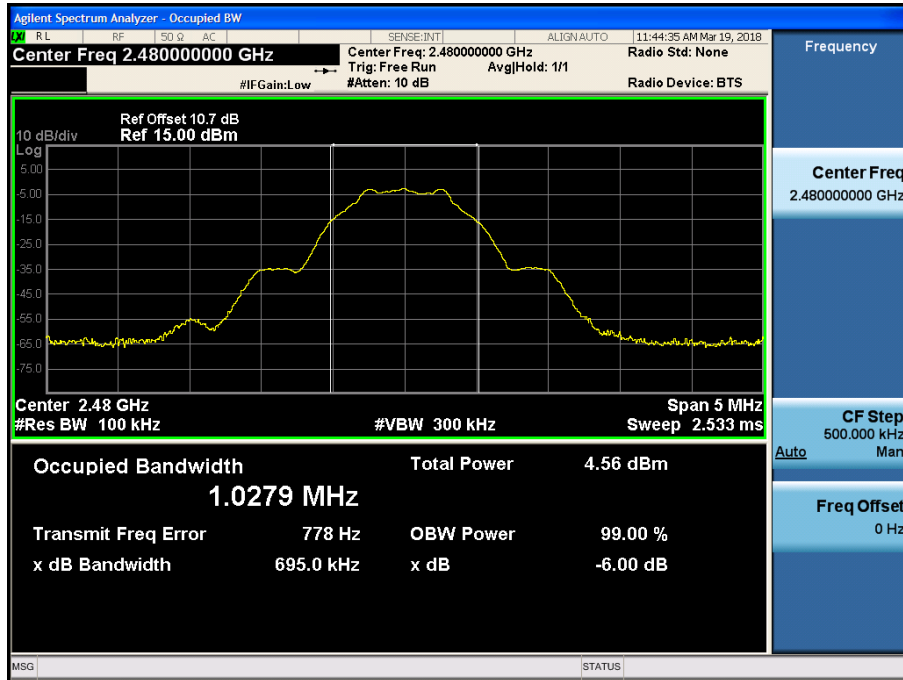 Agilent Spectrum Analyzer - Occupied BW
LXI RL RF 50 Ω AC SENSE:INT ALIGN AUTO 11:44:35 AM Mar 19, 2018
Center Freq 2.480000000 GHz Center Freq: 2.480000000 GHz Radio Std: None Frequency
Trig: Free Run Avg|Hold: 1/1
#IFGain:Low #Atten: 10 dB Radio Device: BTS
Ref Offset 10.7 dB
10 dB/div Ref 15.00 dBm
Log
5.00
-5.00
-15.0
-25.0
-35.0
-45.0
-55.0
-65.0
-75.0
Center Freq
2.480000000 GHz
Center 2.48 GHz Span 5 MHz
#Res BW 100 kHz #VBW 300 kHz Sweep 2.533 ms
CF Step
500.000 kHz
Auto Man
Occupied Bandwidth Total Power 4.56 dBm
1.0279 MHz
Transmit Freq Error 778 Hz OBW Power 99.00 %
x dB Bandwidth 695.0 kHz x dB -6.00 dB
Freq Offset
0 Hz
MSG STATUS